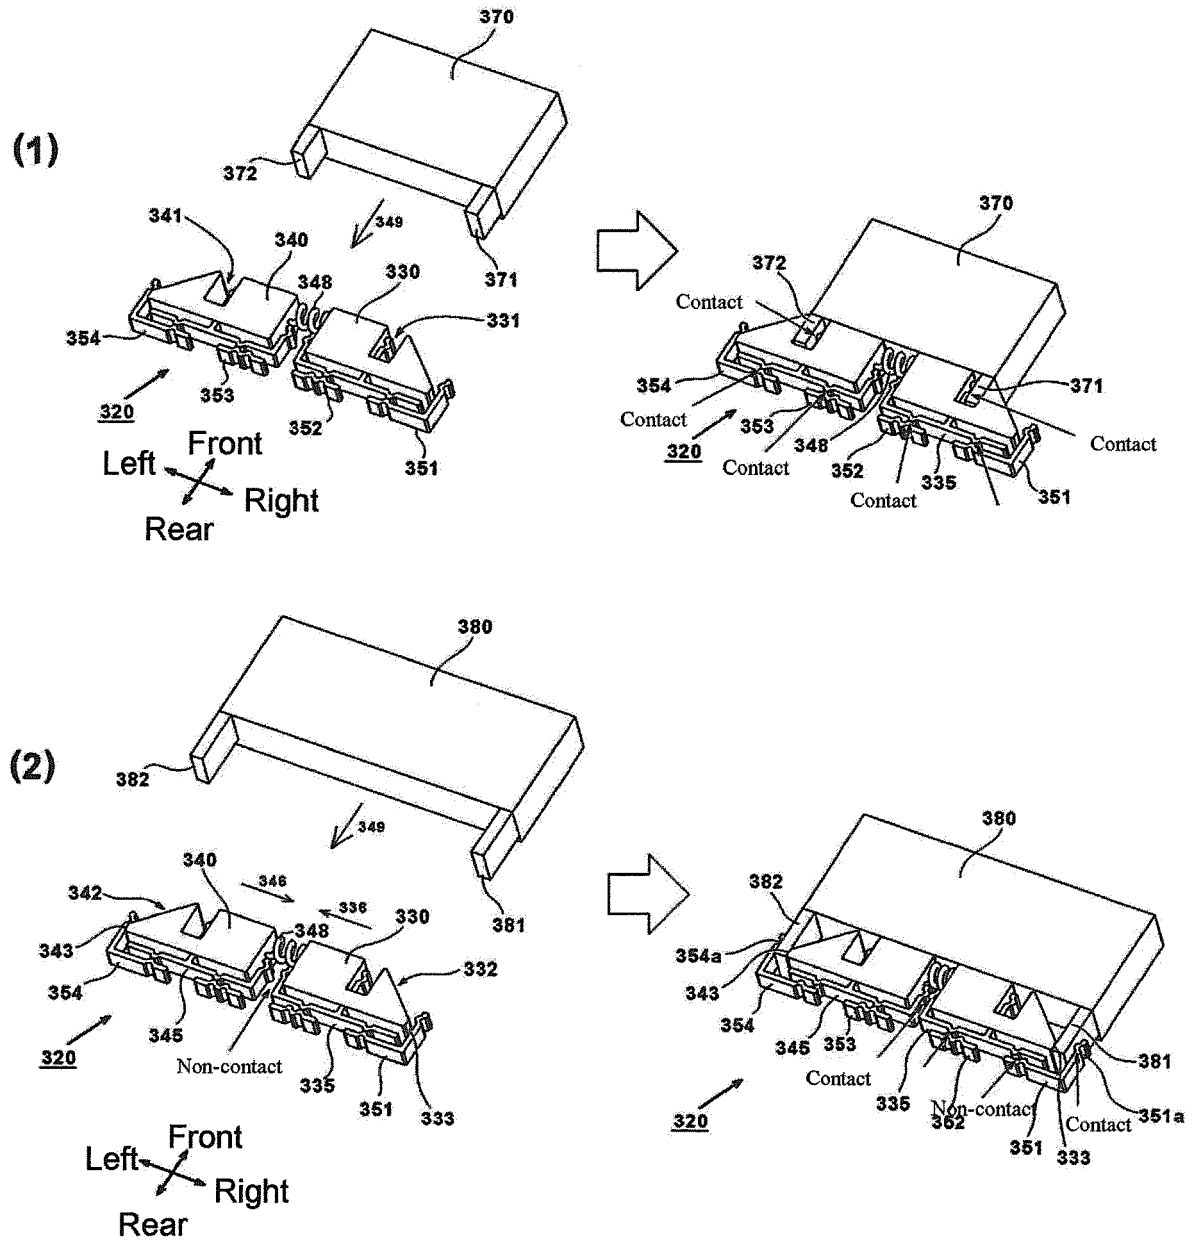 (1)
370
372
349
371
341
340
348
330
331
354
353
352
351
320
Front
Left
Right
Rear
370
372
Contact
371
354
Contact
353
348
320
Contact
352
Contact
335
Contact
351
(2)
380
382
349
381
340
346
336
330
342
343
348
332
354
345
320
Non-contact
335
351
333
Front
Left
Right
Rear
380
382
354a
343
354
345
353
Contact
335
381
Non-contact
352
351
351a
Contact
333
320